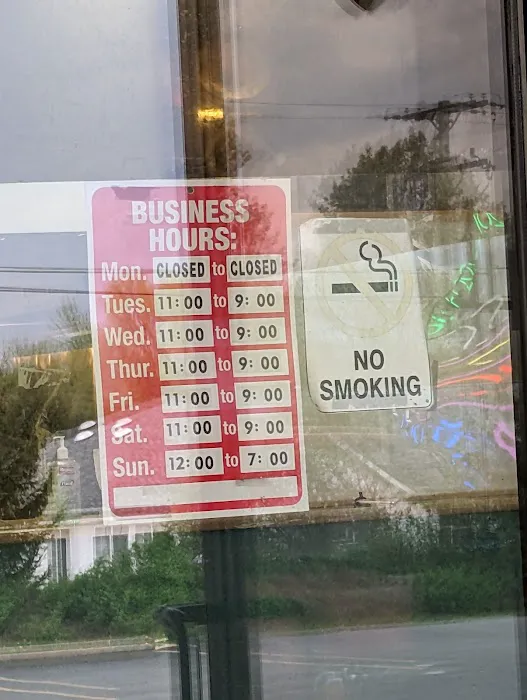 BUSINESS
HOURS:
Mon. CLOSED to CLOSED
Tues. 11:00 to 9:00
Wed. 11:00 to 9:00
Thur. 11:00 to 9:00
Fri. 11:00 to 9:00
Sat. 11:00 to 9:00
Sun. 12:00 to 7:00
NO
SMOKING